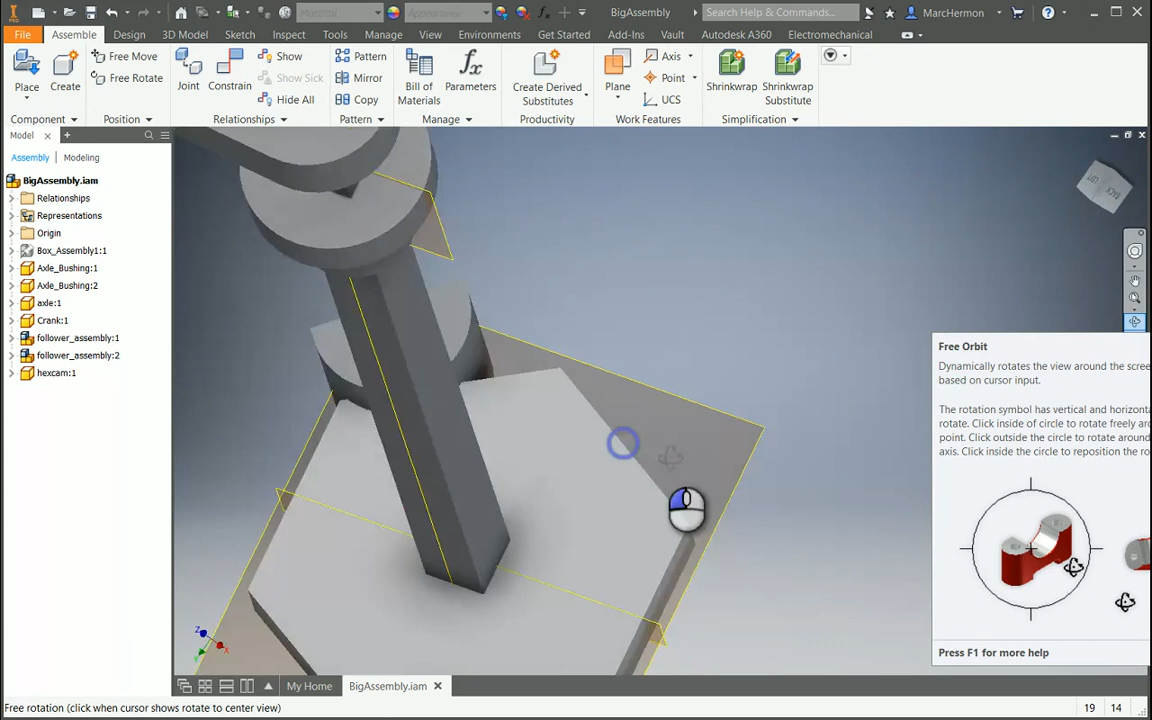 PRO
Material
Appearance
BigAssembly
Search Help & Commands...
MarcHermon
File
Assemble
Design
3D Model
Sketch
Inspect
Tools
Manage
View
Environments
Get Started
Add-Ins
Vault
Autodesk A360
Electromechanical
Place
Create
Free Move
Free Rotate
Joint
Constrain
Show
Show Sick
Hide All
Pattern
Mirror
Copy
Bill of
Materials
Parameters
Create Derived
Substitutes
Plane
Axis
Point
UCS
Shrinkwrap
Shrinkwrap
Substitute
Component
Position
Relationships
Pattern
Manage
Productivity
Work Features
Simplification
Model
Assembly
Modeling
BigAssembly.iam
Relationships
Representations
Origin
Box_Assembly1:1
Axle_Bushing:1
Axle_Bushing:2
axle:1
Crank:1
follower_assembly:1
follower_assembly:2
hexcam:1
BACK
Free Orbit
Dynamically rotates the view around the scree
based on cursor input.
The rotation symbol has vertical and horizonta
rotate. Click inside of circle to rotate freely aro
point. Click outside the circle to rotate around
axis. Click inside the circle to reposition the ro
Press F1 for more help
Z
X
Y
My Home
BigAssembly.iam
Free rotation (click when cursor shows rotate to center view)
19
14